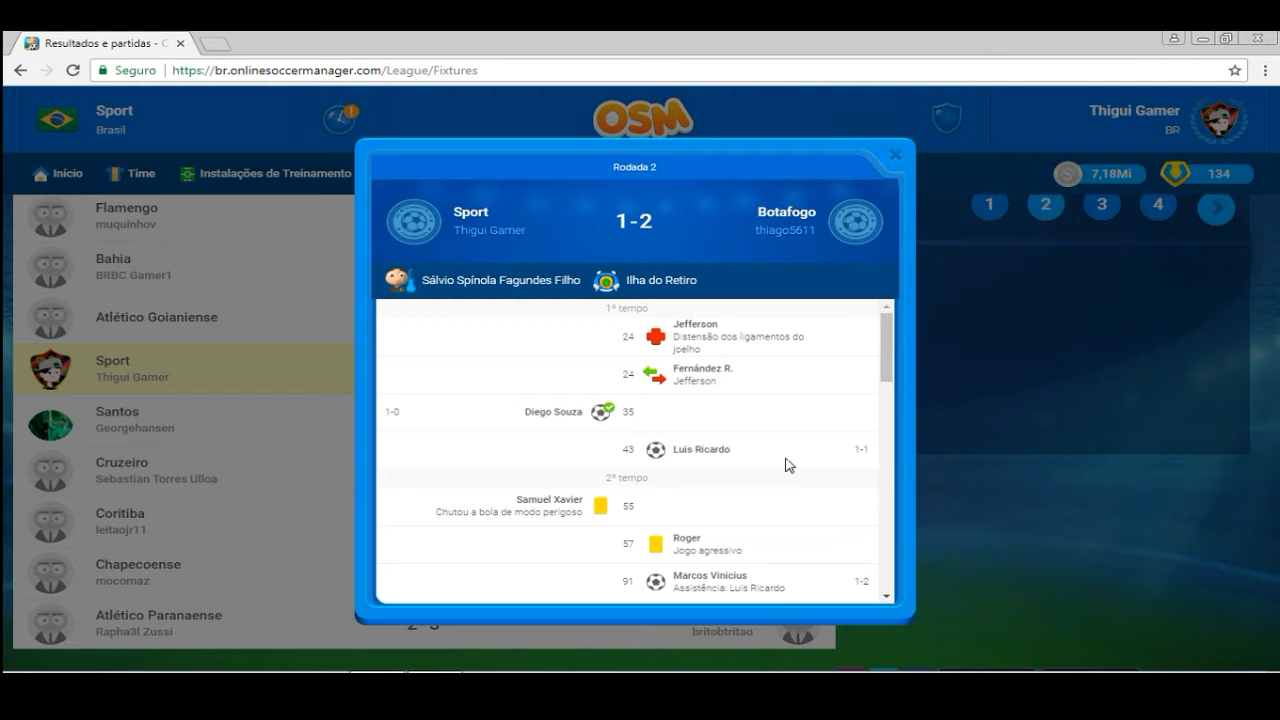 Resultados e partidas - C
Seguro
https://br.onlinesoccermanager.com/League/Fixtures
Sport
Brasil
OSM
Thigui Gamer
BR
Início
Time
Instalações de Treinamento
7,18Mi
134
Flamengo
muquinhov
Bahia
BRBC Gamer1
Atlético Goianiense
Sport
Thigui Gamer
Santos
Georgehansen
Cruzeiro
Sebastian Torres Ulloa
Coritiba
leitaojr11
Chapecoense
mocomaz
Atlético Paranaense
Rapha3l Zussi
britobtritao
1
2
3
4
Rodada 2
Sport
Thigui Gamer
1-2
Botafogo
thiago5611
Sálvio Spínola Fagundes Filho
Ilha do Retiro
1º tempo
24
Jefferson
Distensão dos ligamentos do
joelho
24
Fernández R.
Jefferson
1-0
Diego Souza
35
43
Luis Ricardo
1-1
2º tempo
Samuel Xavier
Chutou a bola de modo perigoso
55
57
Roger
Jogo agressivo
91
Marcos Vinicius
Assistência: Luis Ricardo
1-2